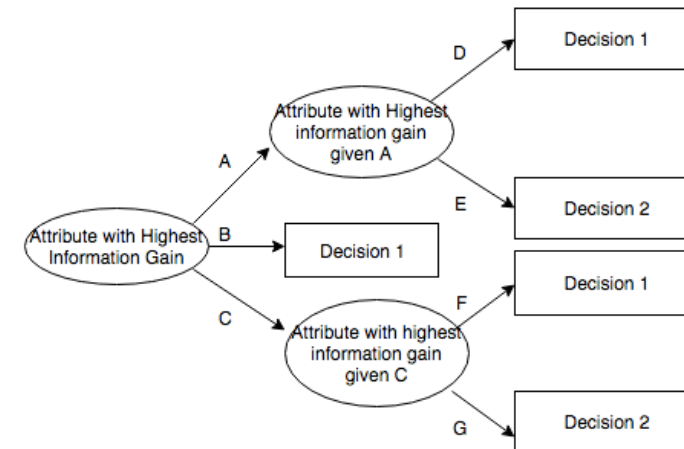 D
Decision 1
Attribute with Highest
information gain
given A
A
E
Decision 2
Attribute with Highest
Information Gain
B
Decision 1
C
F
Decision 1
Attribute with highest
information gain
given C
G
Decision 2